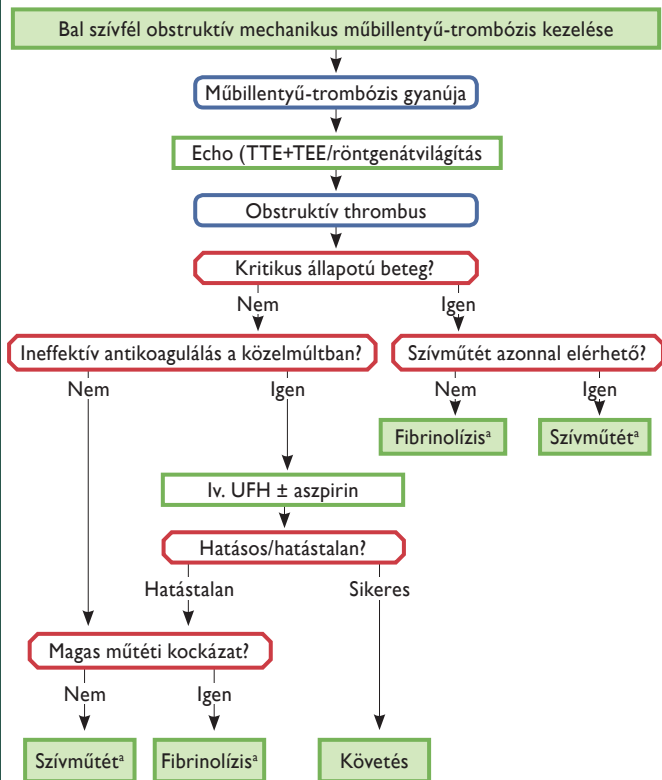 Bal szívfél obstruktív mechanikus műbillentyű-trombózis kezelése
Műbillentyű-trombózis gyanúja
Echo (TTE+TEE/röntgenátvilágítás
Obstruktív thrombus
Kritikus állapotú beteg?
Nem Igen
Ineffektív antikoagulálás a közelmúltban? Szívműtét azonnal elérhető?
Nem Igen Nem Igen
Fibrinolízisᵃ Szívműtétᵃ
Iv. UFH ± aszpirin
Hatásos/hatástalan?
Hatástalan Sikeres
Magas műtéti kockázat?
Nem Igen
Szívműtétᵃ Fibrinolízisᵃ Követés